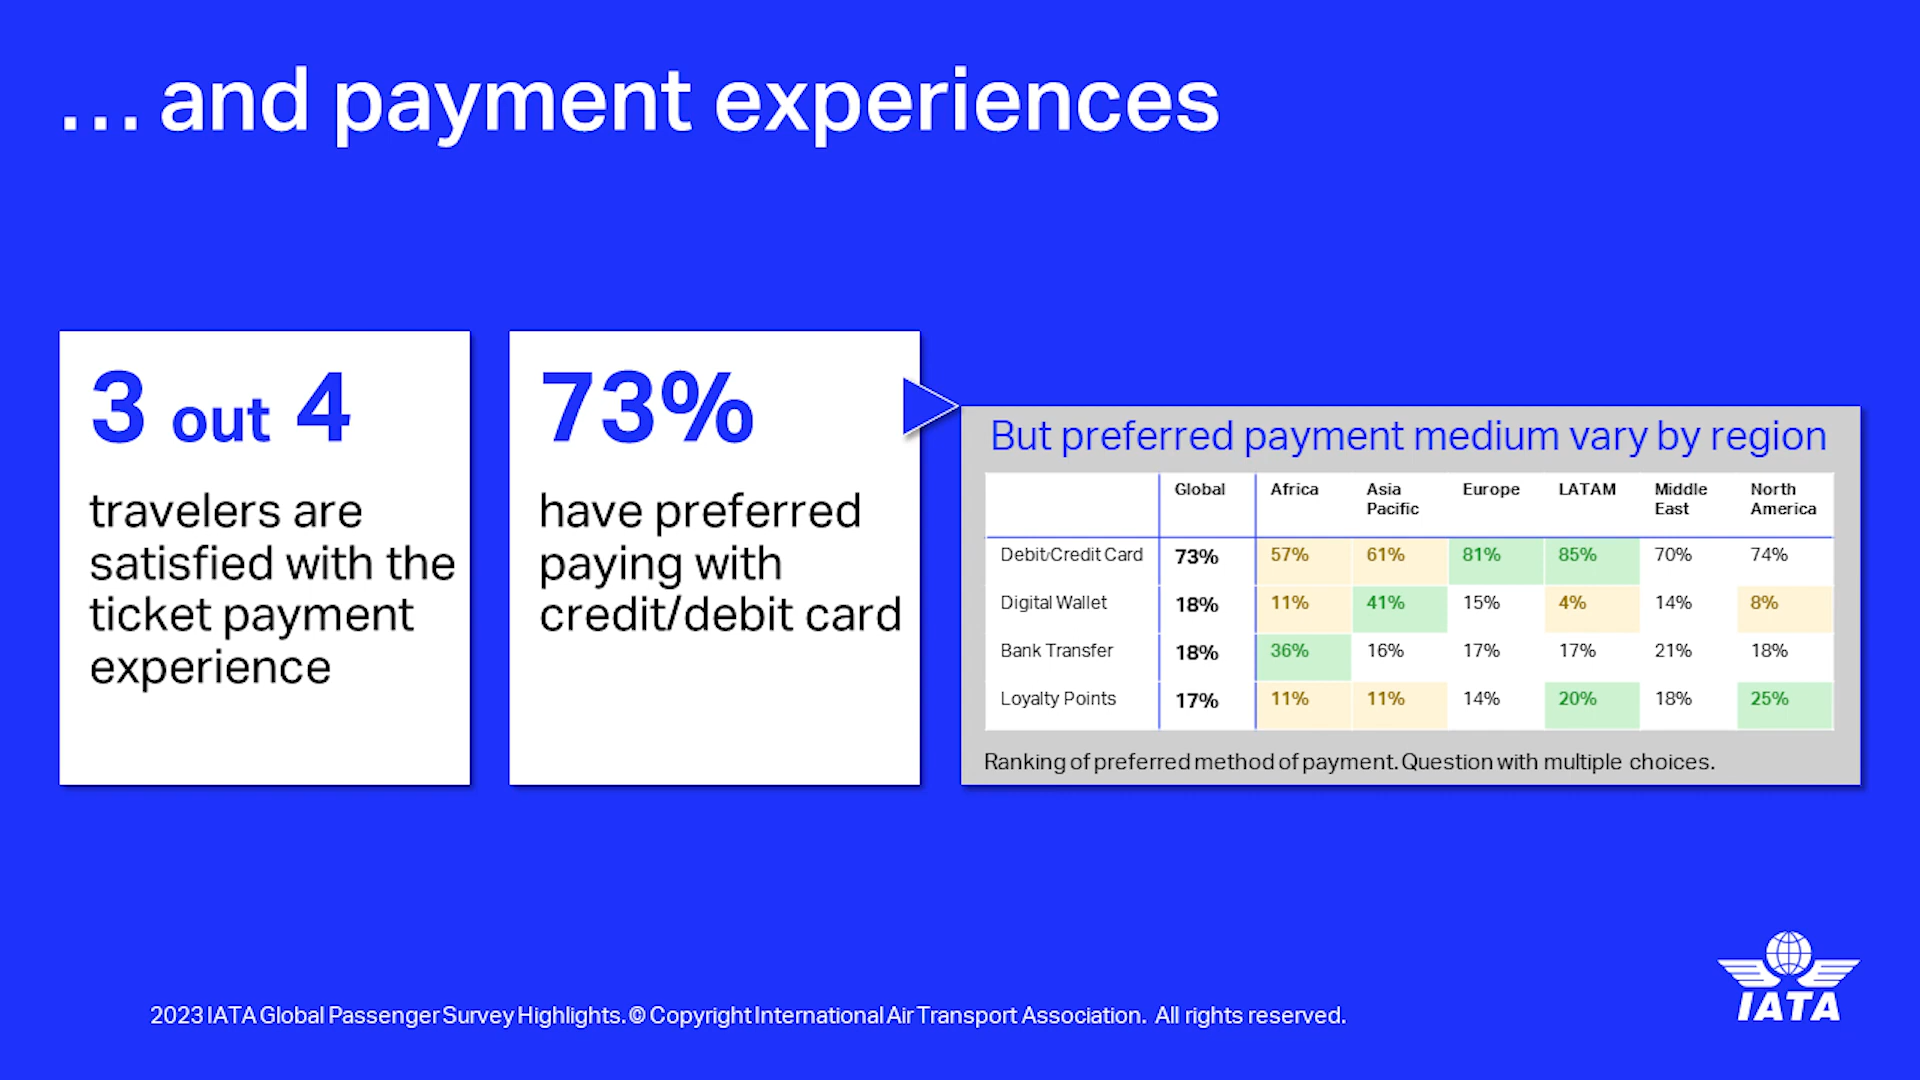 ... and payment experiences
3 out 4
travelers are
satisfied with the
ticket payment
experience
73%
have preferred
paying with
credit/debit card
But preferred payment medium vary by region
Global Africa Asia Pacific Europe LATAM Middle East North America
Debit/Credit Card 73% 57% 61% 81% 85% 70% 74%
Digital Wallet 18% 11% 41% 15% 4% 14% 8%
Bank Transfer 18% 36% 16% 17% 17% 21% 18%
Loyalty Points 17% 11% 11% 14% 20% 18% 25%
Ranking of preferred method of payment. Question with multiple choices.
2023 IATA Global Passenger Survey Highlights. © Copyright International Air Transport Association. All rights reserved.
IATA